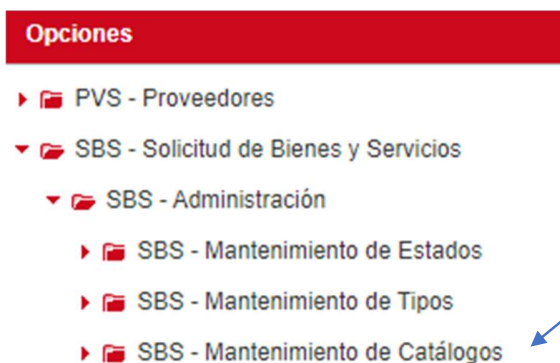 Opciones
PVS - Proveedores
SBS - Solicitud de Bienes y Servicios
SBS - Administración
SBS - Mantenimiento de Estados
SBS - Mantenimiento de Tipos
SBS - Mantenimiento de Catálogos